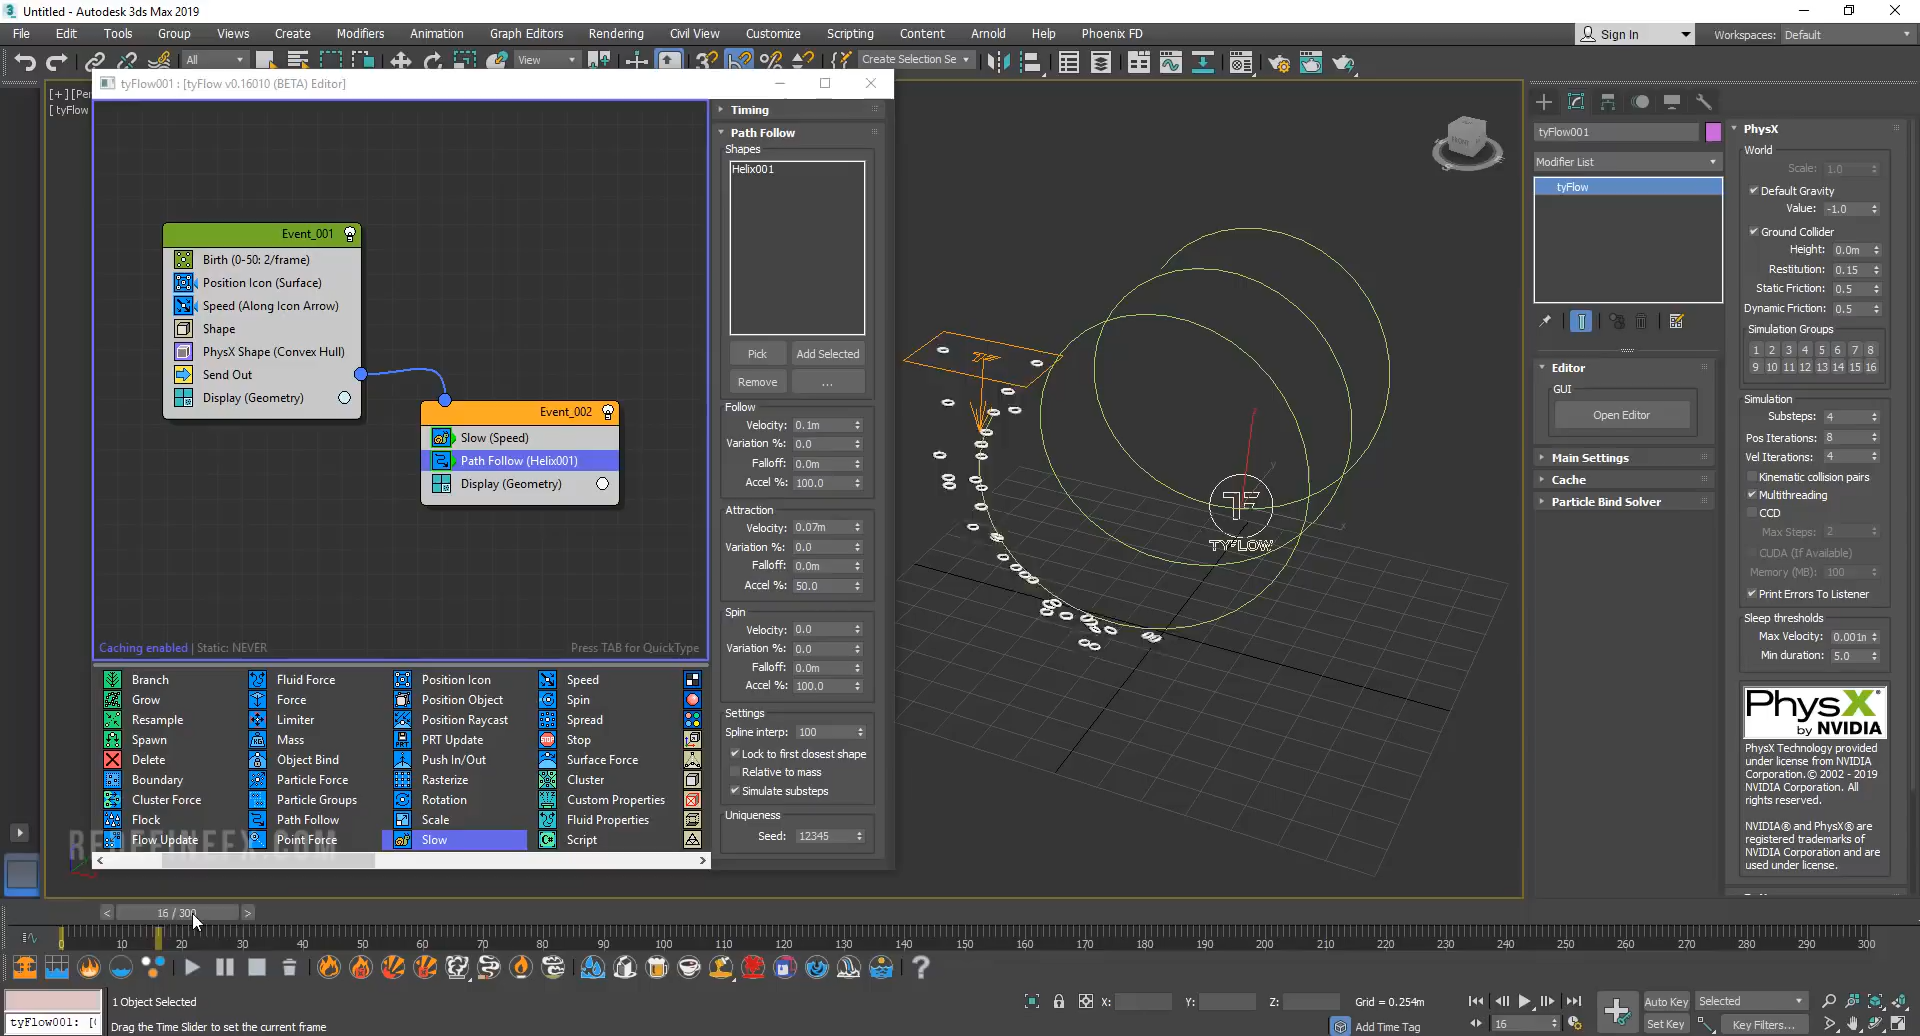 Untitled - Autodesk 3ds Max 2019
File Edit Tools Group Views Create Modifiers Animation Graph Editors Rendering Civil View Customize Scripting Content Arnold Help Phoenix FD
Sign In
Workspaces: Default
All
View
Create Selection Se
tyFlow001 : [tyFlow v0.16010 (BETA) Editor]
[+] [Per
[ tyFlow
Event_001
Birth (0-50: 2/frame)
Position Icon (Surface)
Speed (Along Icon Arrow)
Shape
PhysX Shape (Convex Hull)
Send Out
Display (Geometry)
Event_002
Slow (Speed)
Path Follow (Helix001)
Display (Geometry)
Caching enabled | Static: NEVER
Press TAB for QuickType
Branch Fluid Force Position Icon Speed
Grow Force Position Object Spin
Resample Limiter Position Raycast Spread
Spawn Mass PRT Update Stop
Delete Object Bind Push In/Out Surface Force
Boundary Particle Force Rasterize Cluster
Cluster Force Particle Groups Rotation Custom Properties
Flock Path Follow Scale Fluid Properties
Flow Update Point Force Slow Script
REDEFINEFX.COM
Timing
Path Follow
Shapes
Helix001
Pick Add Selected
Remove ...
Follow
Velocity: 0.1m
Variation %: 0.0
Falloff: 0.0m
Accel %: 100.0
Attraction
Velocity: 0.07m
Variation %: 0.0
Falloff: 0.0m
Accel %: 50.0
Spin
Velocity: 0.0
Variation %: 0.0
Falloff: 0.0m
Accel %: 100.0
Settings
Spline interp: 100
Lock to first closest shape
Relative to mass
Simulate substeps
Uniqueness
Seed: 12345
TF
TF
TYFLOW
tyFlow001
Modifier List
tyFlow
Editor
GUI
Open Editor
Main Settings
Cache
Particle Bind Solver
PhysX
World
Scale: 1.0
Default Gravity
Value: -1.0
Ground Collider
Height: 0.0m
Restitution: 0.15
Static Friction: 0.5
Dynamic Friction: 0.5
Simulation Groups
1 2 3 4 5 6 7 8
9 10 11 12 13 14 15 16
Simulation
Substeps: 4
Pos Iterations: 8
Vel Iterations: 4
Kinematic collision pairs
Multithreading
CCD
Max Steps: 2
CUDA (If Available)
Memory (MB): 100
Print Errors To Listener
Sleep thresholds
Max Velocity: 0.001n
Min duration: 5.0
PhysX
by NVIDIA
PhysX Technology provided
under license from NVIDIA
Corporation.© 2002 - 2019
NVIDIA Corporation. All
rights reserved.
NVIDIA® and PhysX® are
registered trademarks of
NVIDIA Corporation and are
used under license.
< 16 / 300 >
0 10 20 30 40 50 60 70 80 90 100 110 120 130 140 150 160 170 180 190 200 210 220 230 240 250 260 270 280 290 300
1 Object Selected
X: Y: Z: Grid = 0.254m
Auto Key Selected
tyFlow001: [(
Drag the Time Slider to set the current frame
Add Time Tag
16
Set Key Key Filters...